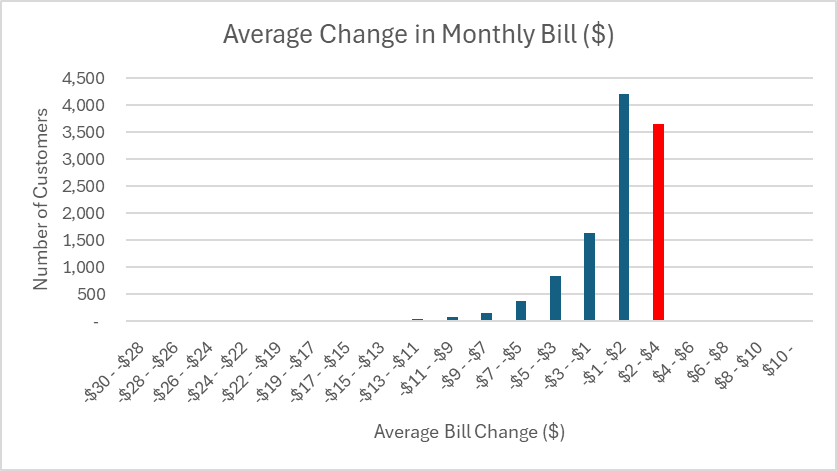 Average Change in Monthly Bill ($)
Number of Customers
4,500
4,000
3,500
3,000
2,500
2,000
1,500
1,000
500
-
-$30 - -$28
-$28 - -$26
-$26 - -$24
-$24 - -$22
-$22 - -$19
-$19 - -$17
-$17 - -$15
-$15 - -$13
-$13 - -$11
-$11 - -$9
-$9 - -$7
-$7 - -$5
-$5 - -$3
-$3 - -$1
-$1 - $2
$2 - $4
$4 - $6
$6 - $8
$8 - $10
$10 -
Average Bill Change ($)